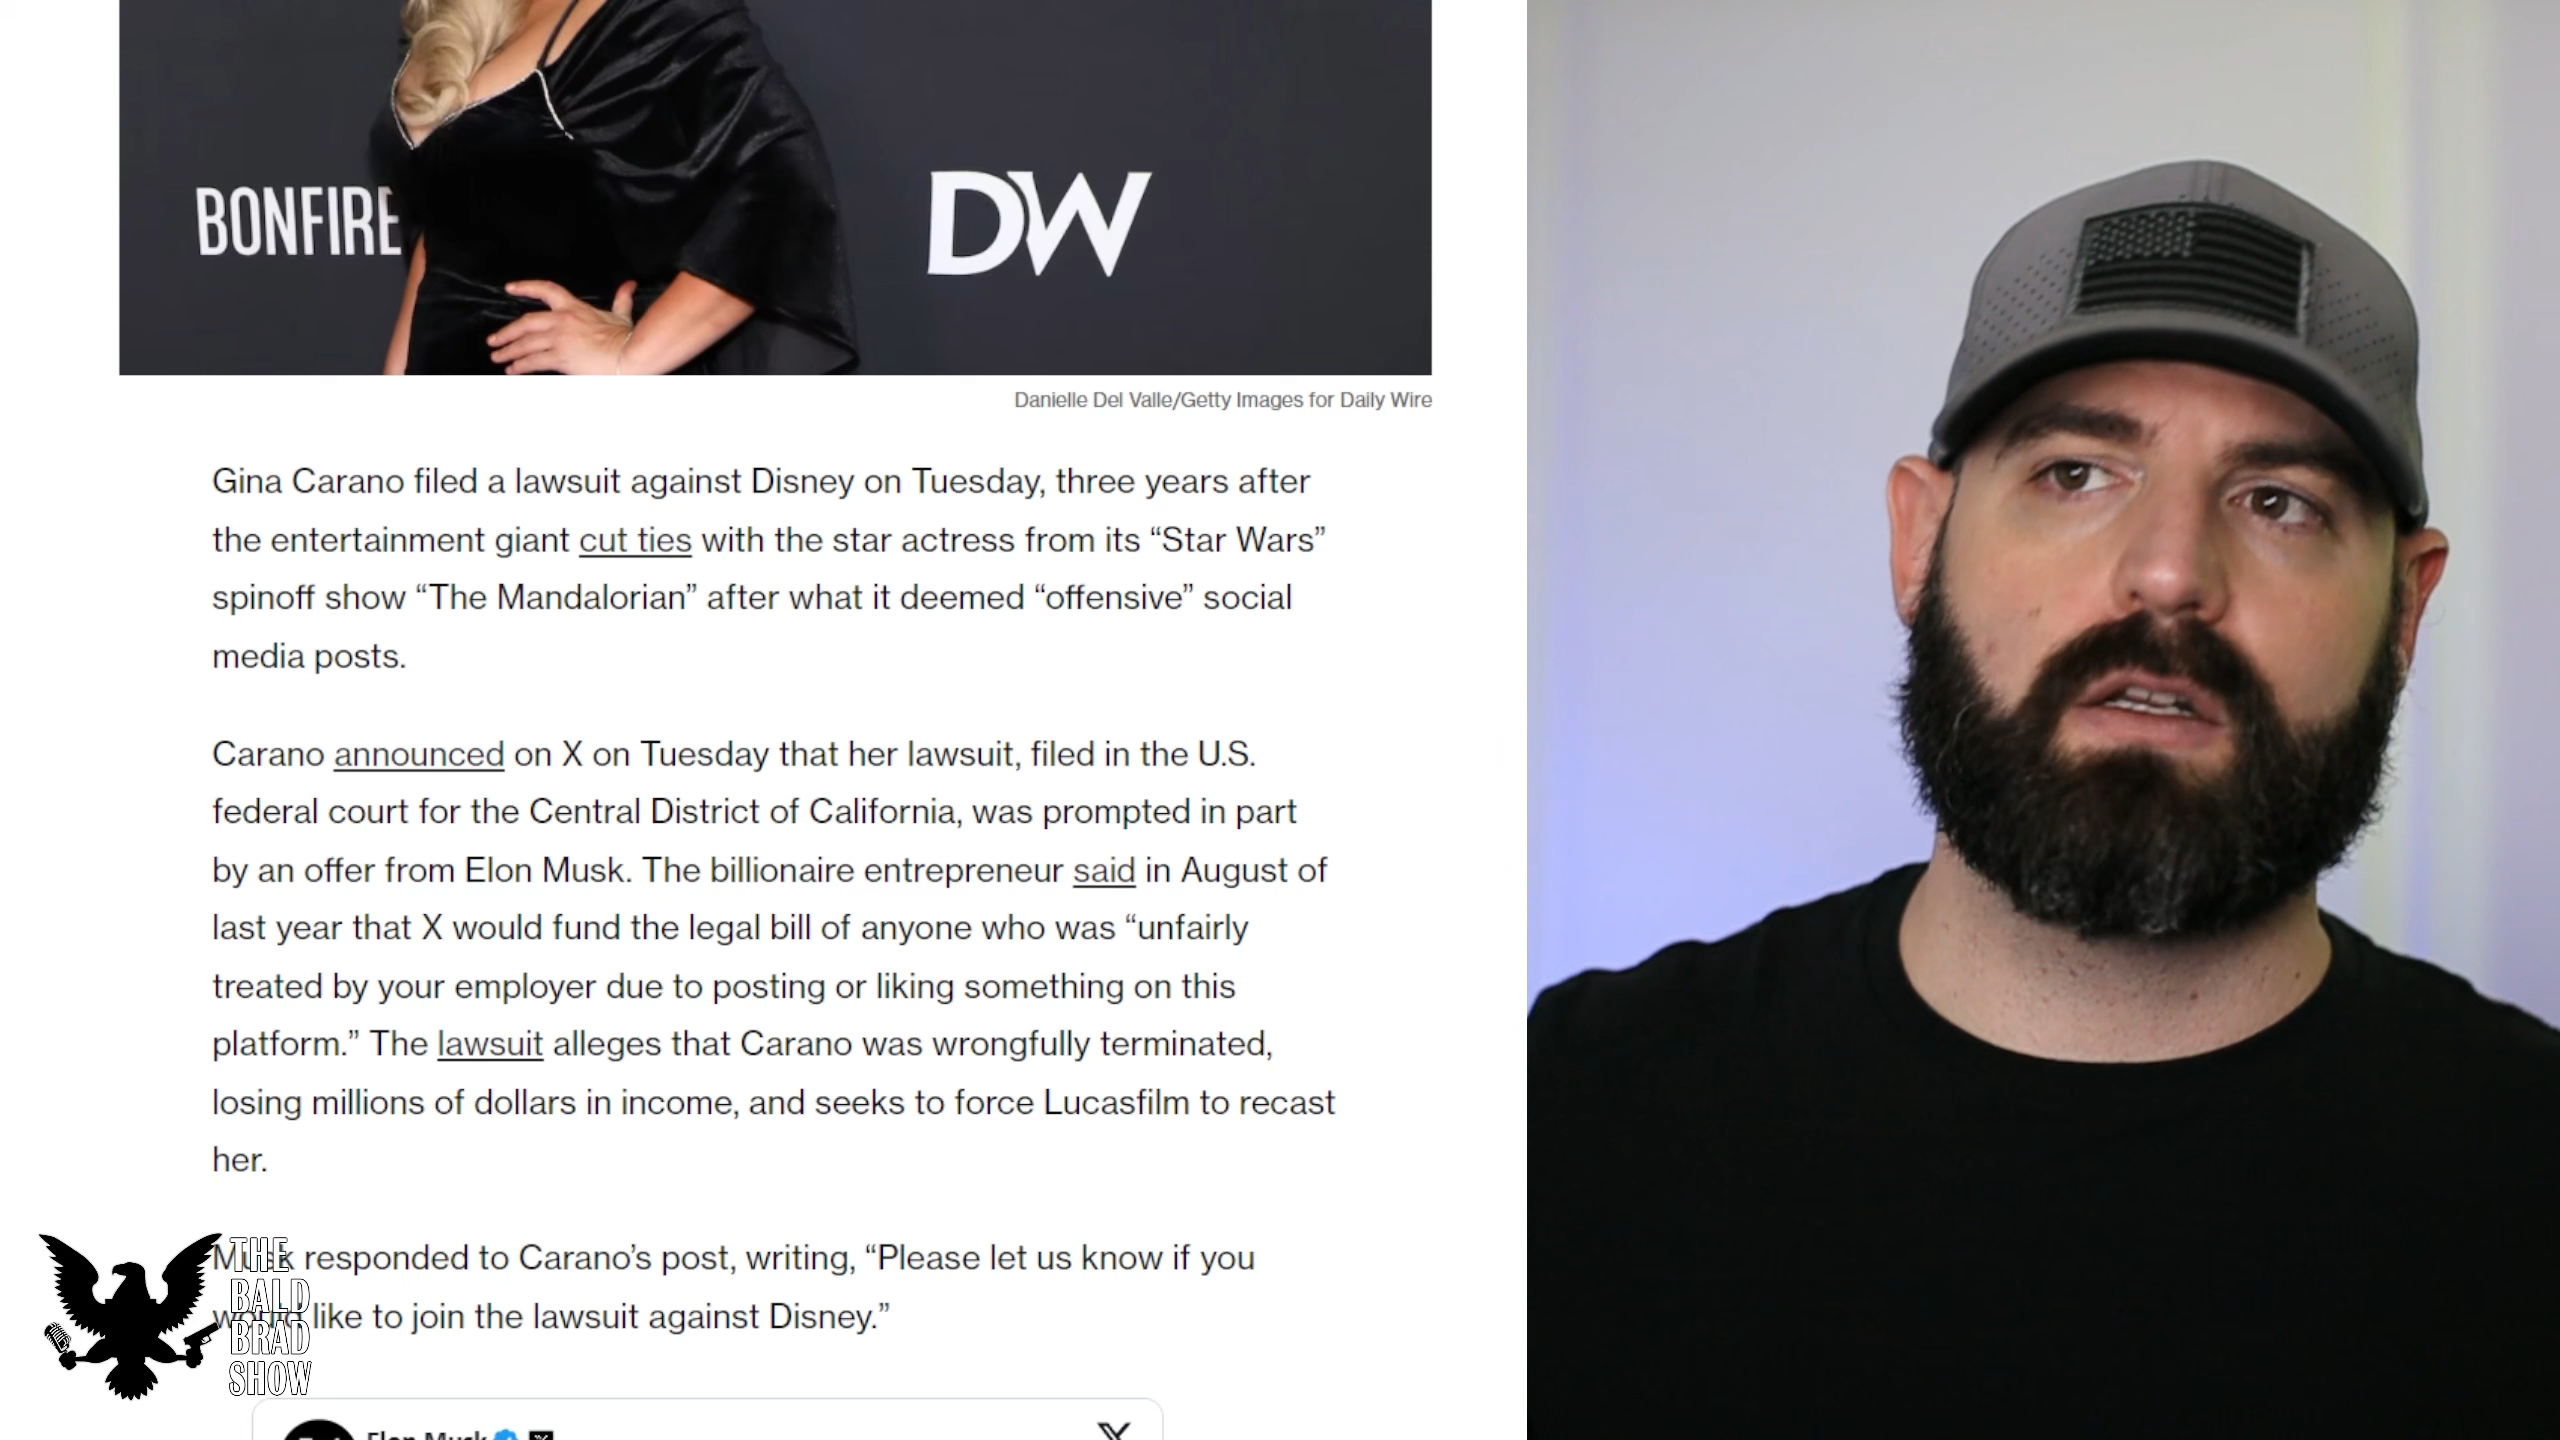 BONFIRE
DW
Danielle Del Valle/Getty Images for Daily Wire
Gina Carano filed a lawsuit against Disney on Tuesday, three years after
the entertainment giant cut ties with the star actress from its “Star Wars”
spinoff show “The Mandalorian” after what it deemed “offensive” social
media posts.
Carano announced on X on Tuesday that her lawsuit, filed in the U.S.
federal court for the Central District of California, was prompted in part
by an offer from Elon Musk. The billionaire entrepreneur said in August of
last year that X would fund the legal bill of anyone who was “unfairly
treated by your employer due to posting or liking something on this
platform.” The lawsuit alleges that Carano was wrongfully terminated,
losing millions of dollars in income, and seeks to force Lucasfilm to recast
her.
Musk responded to Carano’s post, writing, “Please let us know if you
would like to join the lawsuit against Disney.”
THE
BALD
BRAD
SHOW
Elon Musk